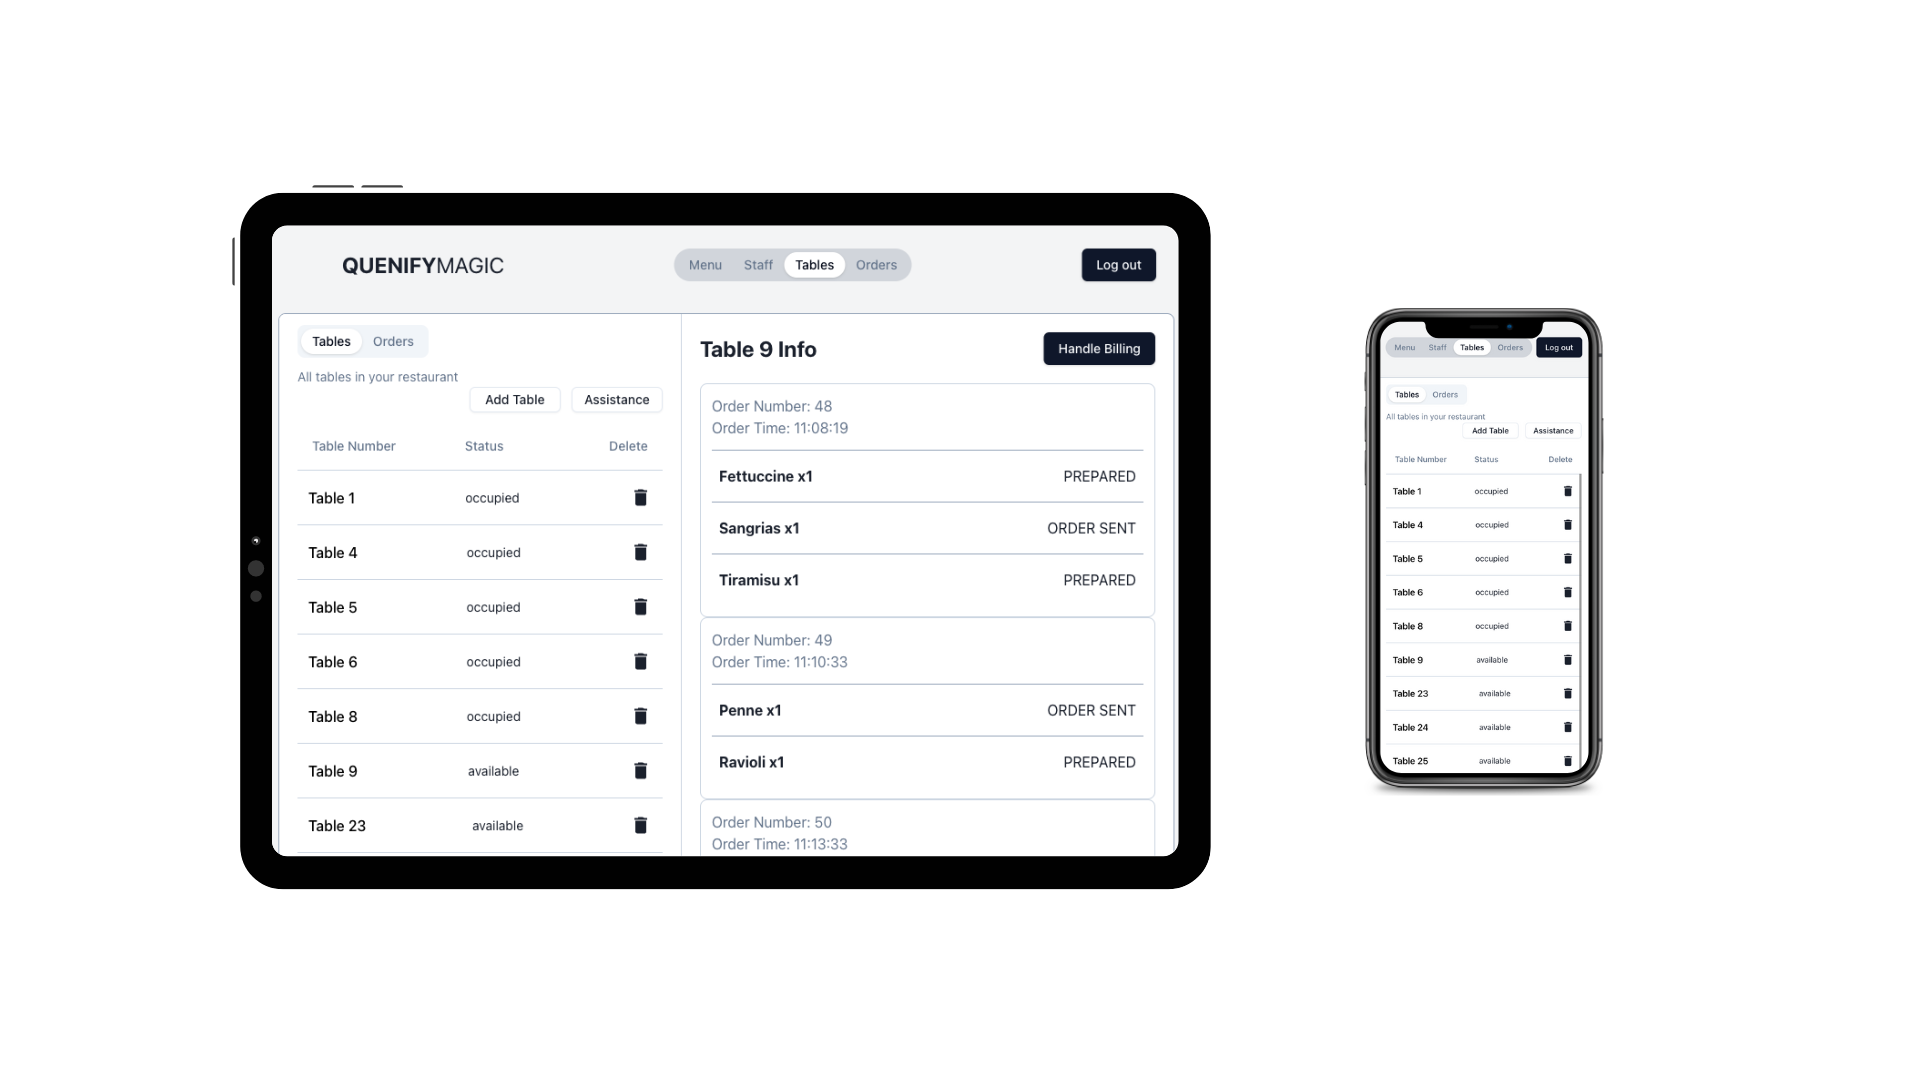 QUENIFYMAGIC
Menu Staff Tables Orders
Log out
Tables Orders
All tables in your restaurant
Add Table Assistance
Table Number Status Delete
Table 1 occupied
Table 4 occupied
Table 5 occupied
Table 6 occupied
Table 8 occupied
Table 9 available
Table 23 available
Table 9 Info
Handle Billing
Order Number: 48
Order Time: 11:08:19
Fettuccine x1 PREPARED
Sangrias x1 ORDER SENT
Tiramisu x1 PREPARED
Order Number: 49
Order Time: 11:10:33
Penne x1 ORDER SENT
Ravioli x1 PREPARED
Order Number: 50
Order Time: 11:13:33
Menu Staff Tables Orders Log out
Tables Orders
All tables in your restaurant
Add Table Assistance
Table Number Status Delete
Table 1 occupied
Table 4 occupied
Table 5 occupied
Table 6 occupied
Table 8 occupied
Table 9 available
Table 23 available
Table 24 available
Table 25 available